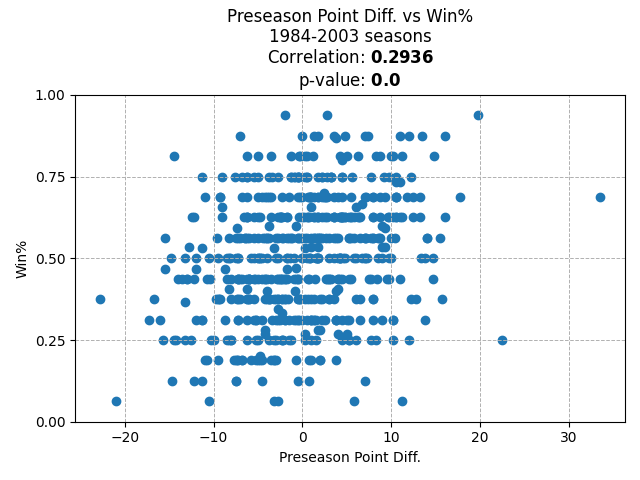 Preseason Point Diff. vs Win%
1984-2003 seasons
Correlation: 0.2936
p-value: 0.0
1.00
0.75
0.50
0.25
0.00
Win%
−20
−10
0
10
20
30
Preseason Point Diff.